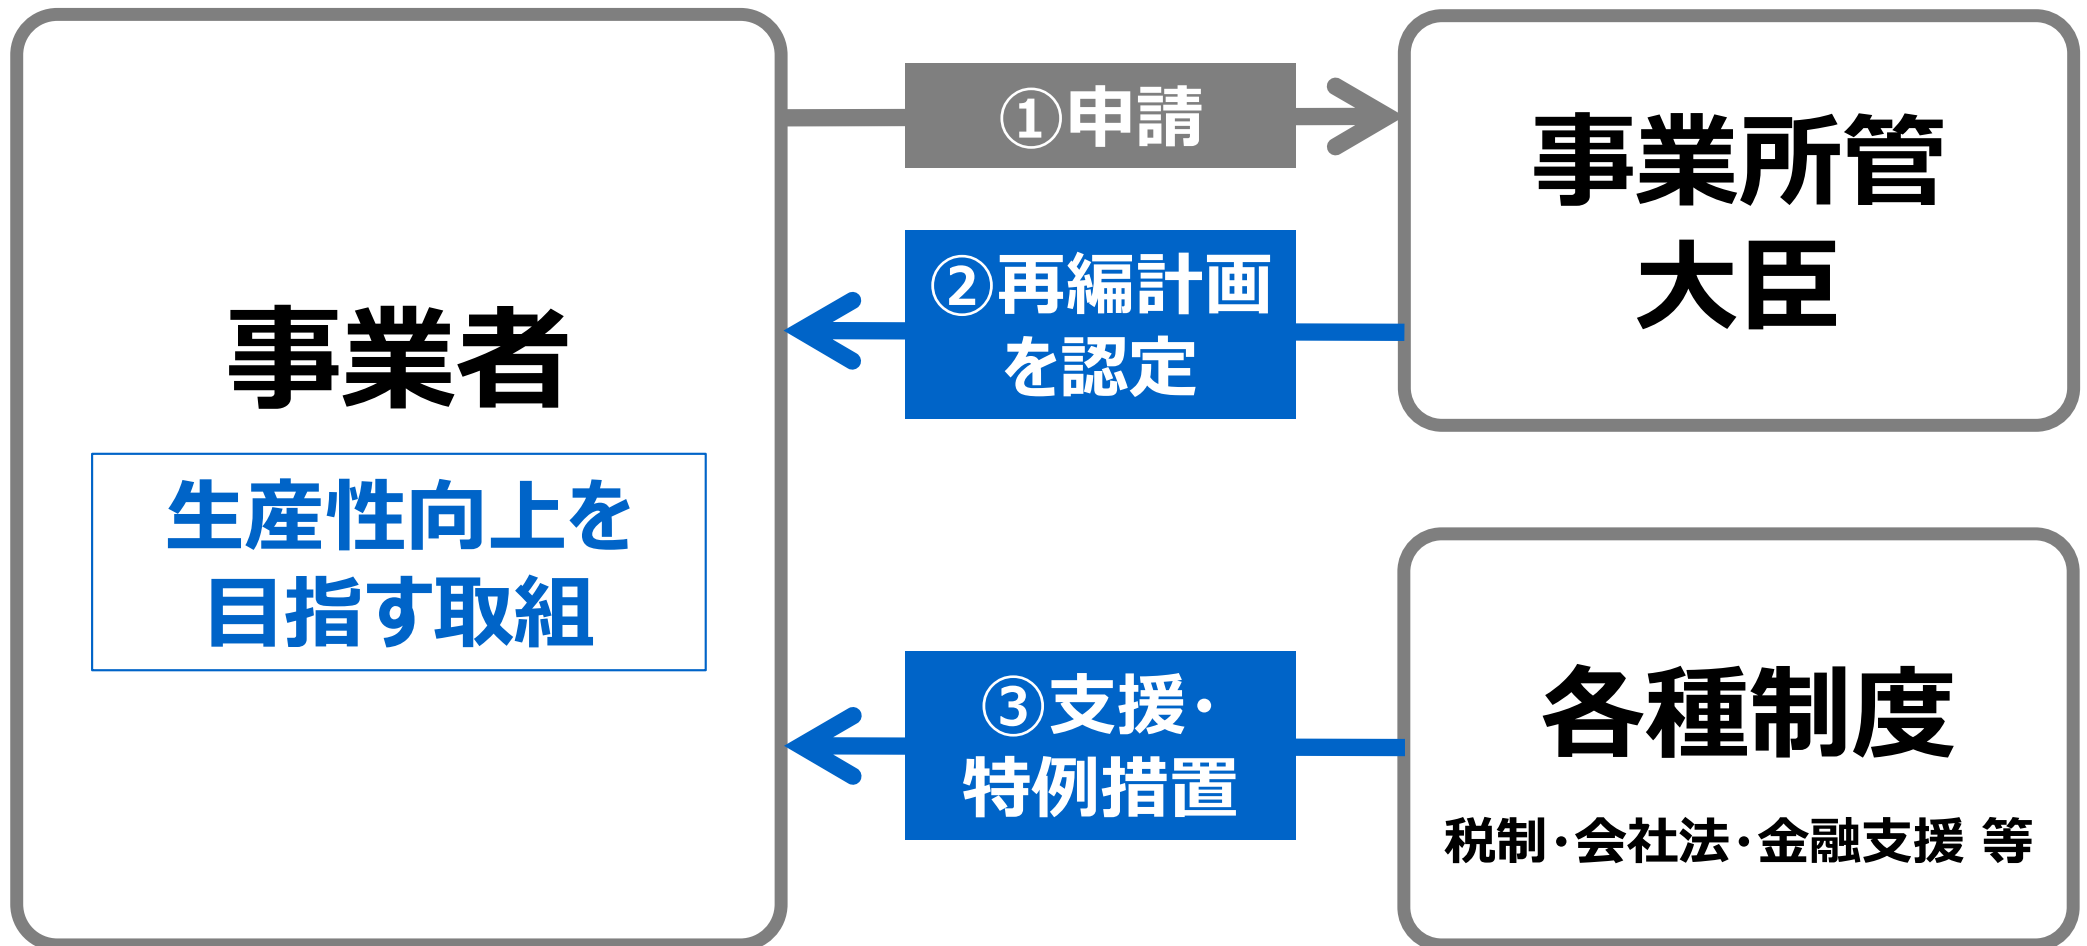 事業者
生産性向上を
目指す取組
①申請
②再編計画
を認定
③支援・
特例措置
事業所管
大臣
各種制度
税制・会社法・金融支援 等